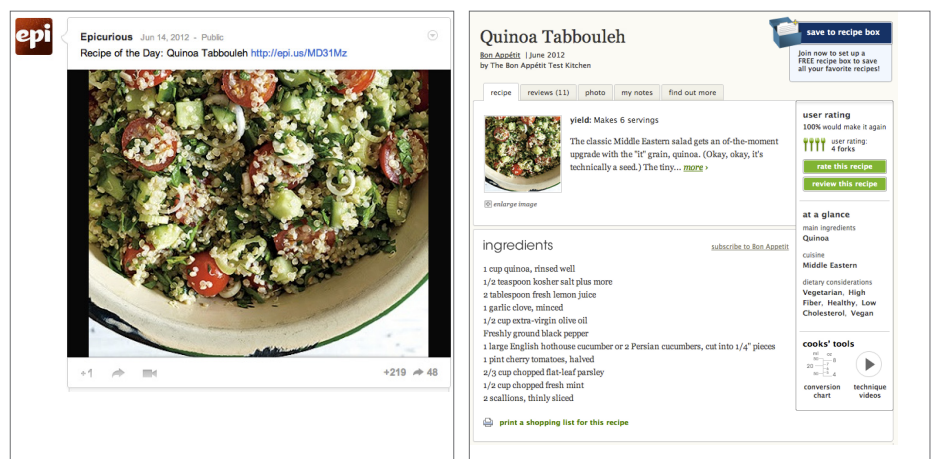 epi
Epicurious Jun 14, 2012 - Public
Recipe of the Day: Quinoa Tabbouleh http://epi.us/MD31Mz
+1
+219 48
Quinoa Tabbouleh
Bon Appétit | June 2012
by The Bon Appétit Test Kitchen
save to recipe box
Join now to set up a
FREE recipe box to save
all your favorite recipes!
recipe reviews (11) photo my notes find out more
yield: Makes 6 servings
The classic Middle Eastern salad gets an of-the-moment
upgrade with the "it" grain, quinoa. (Okay, okay, it's
technically a seed.) The tiny... more ›
enlarge image
ingredients
subscribe to Bon Appetit
1 cup quinoa, rinsed well
1/2 teaspoon kosher salt plus more
2 tablespoon fresh lemon juice
1 garlic clove, minced
1/2 cup extra-virgin olive oil
Freshly ground black pepper
1 large English hothouse cucumber or 2 Persian cucumbers, cut into 1/4" pieces
1 pint cherry tomatoes, halved
2/3 cup chopped flat-leaf parsley
1/2 cup chopped fresh mint
2 scallions, thinly sliced
print a shopping list for this recipe
user rating
100% would make it again
user rating:
4 forks
rate this recipe
review this recipe
at a glance
main ingredients
Quinoa
cuisine
Middle Eastern
dietary considerations
Vegetarian, High
Fiber, Healthy, Low
Cholesterol, Vegan
cooks' tools
conversion
chart
technique
videos